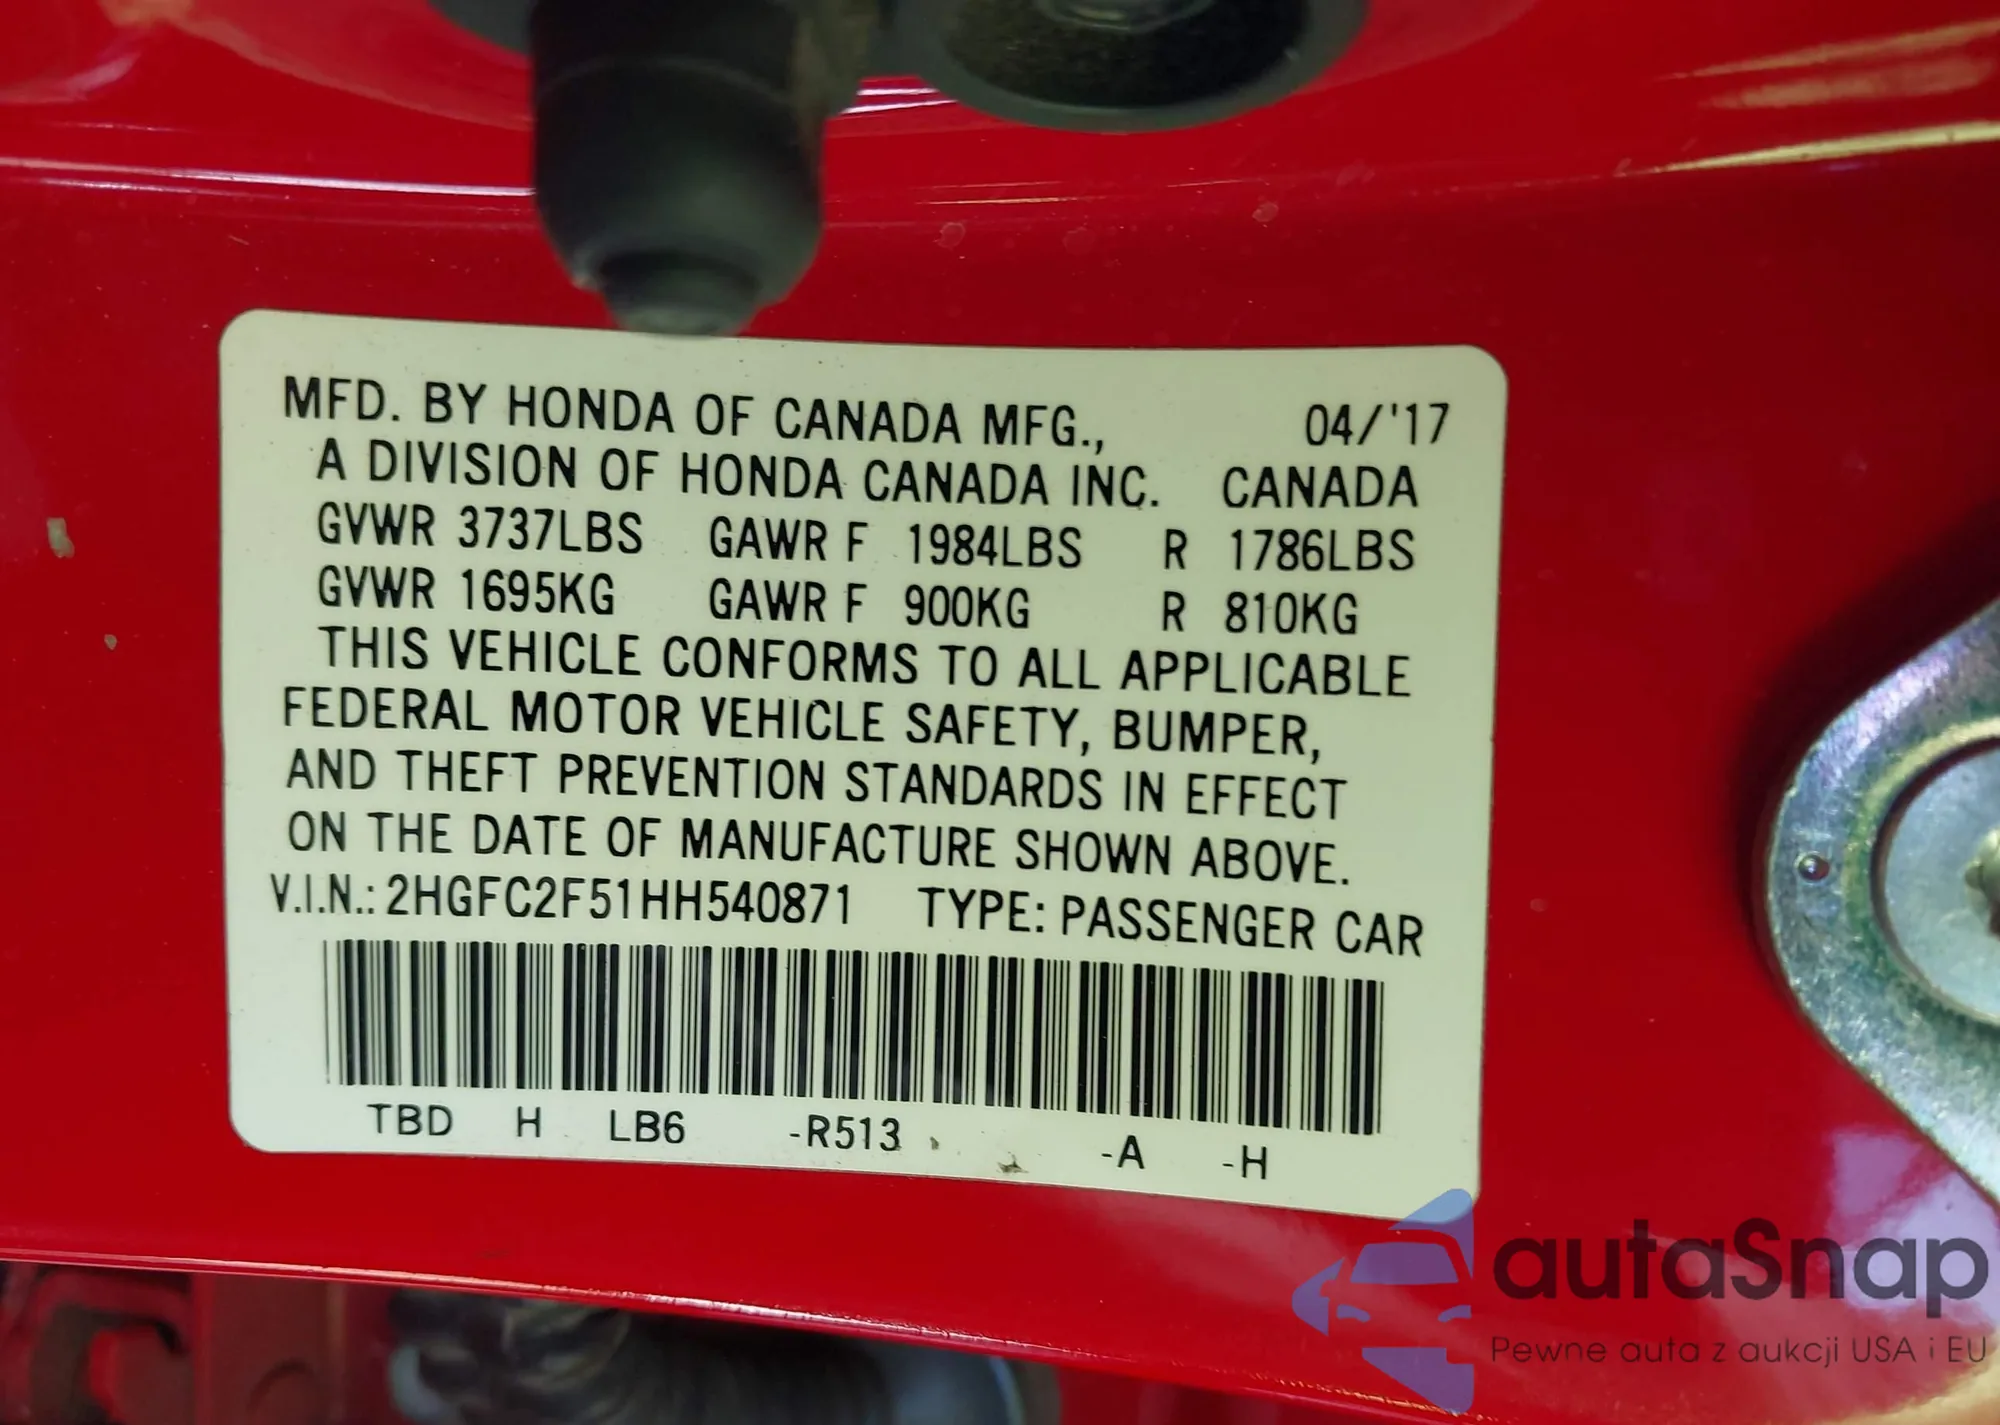 MFD. BY HONDA OF CANADA MFG., 04/'17
A DIVISION OF HONDA CANADA INC. CANADA
GVWR 3737LBS GAWR F 1984LBS R 1786LBS
GVWR 1695KG GAWR F 900KG R 810KG
THIS VEHICLE CONFORMS TO ALL APPLICABLE
FEDERAL MOTOR VEHICLE SAFETY, BUMPER,
AND THEFT PREVENTION STANDARDS IN EFFECT
ON THE DATE OF MANUFACTURE SHOWN ABOVE.
V.I.N.: 2HGFC2F51HH540871 TYPE: PASSENGER CAR
TBD H LB6 -R513 -A -H
autaSnap
Pewne auta z aukcji USA i EU